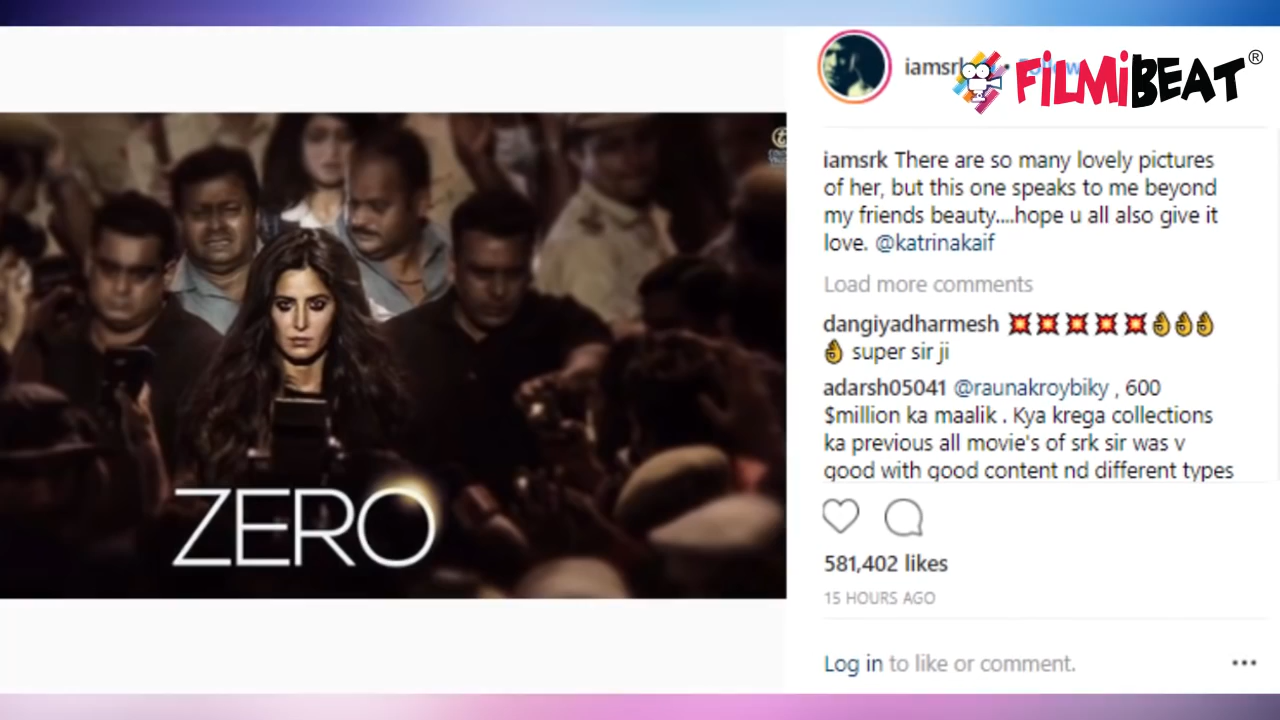 iamsrk
FiLMiBEAT®
iamsrk There are so many lovely pictures
of her, but this one speaks to me beyond
my friends beauty....hope u all also give it
love. @katrinakaif
Load more comments
dangiyadharmesh 💥💥💥💥💥👌👌👌
👌 super sir ji
adarsh05041 @raunakroybiky , 600
$million ka maalik . Kya krega collections
ka previous all movie's of srk sir was v
good with good content nd different types
ZERO
581,402 likes
15 HOURS AGO
Log in to like or comment.